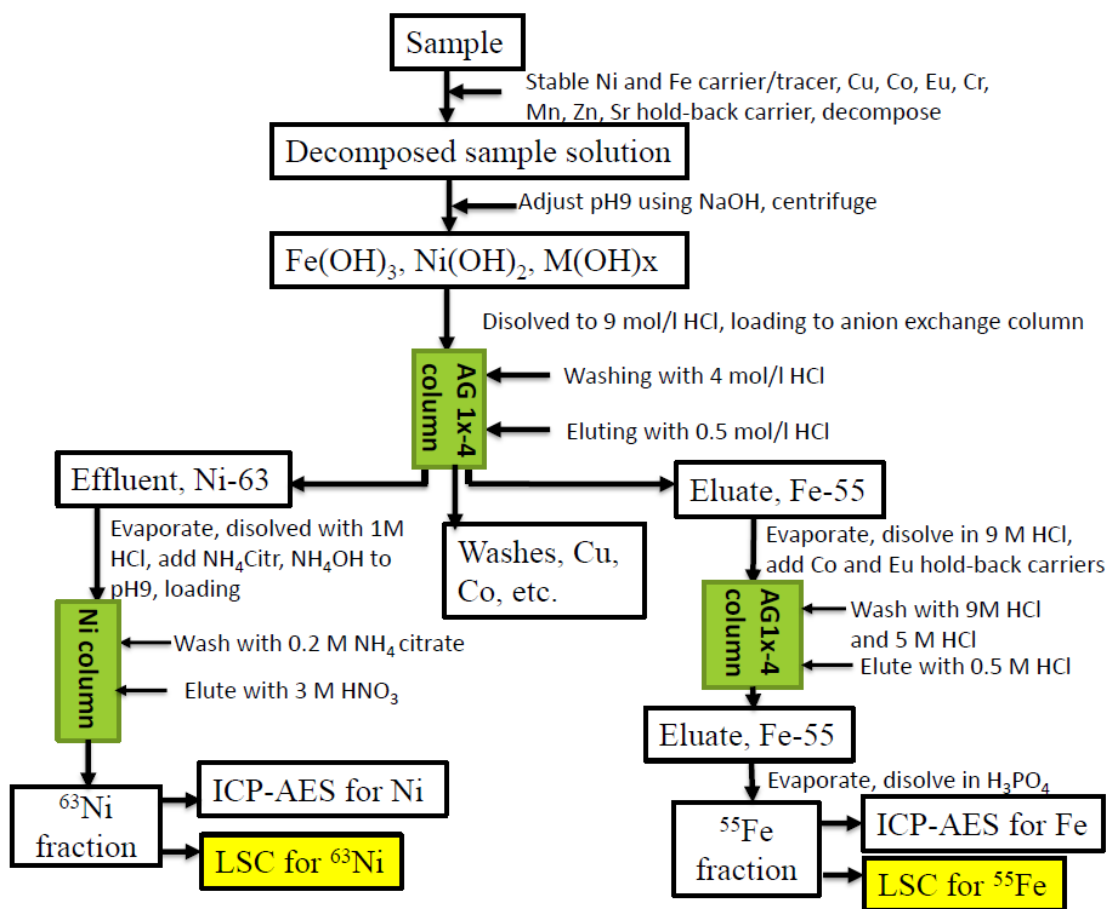 Sample
Stable Ni and Fe carrier/tracer, Cu, Co, Eu, Cr,
Mn, Zn, Sr hold-back carrier, decompose
Decomposed sample solution
Adjust pH9 using NaOH, centrifuge
Fe(OH)₃, Ni(OH)₂, M(OH)x
Disolved to 9 mol/l HCl, loading to anion exchange column
AG 1x-4
column
Washing with 4 mol/l HCl
Eluting with 0.5 mol/l HCl
Effluent, Ni-63
Evaporate, disolved with 1M
HCl, add NH₄Citr, NH₄OH to
pH9, loading
Ni column
Wash with 0.2 M NH₄ citrate
Elute with 3 M HNO₃
⁶³Ni
fraction
ICP-AES for Ni
LSC for ⁶³Ni
Washes, Cu,
Co, etc.
Eluate, Fe-55
Evaporate, disolve in 9 M HCl,
add Co and Eu hold-back carriers
AG1x-4
column
Wash with 9M HCl
and 5 M HCl
Elute with 0.5 M HCl
Eluate, Fe-55
Evaporate, disolve in H₃PO₄
⁵⁵Fe
fraction
ICP-AES for Fe
LSC for ⁵⁵Fe